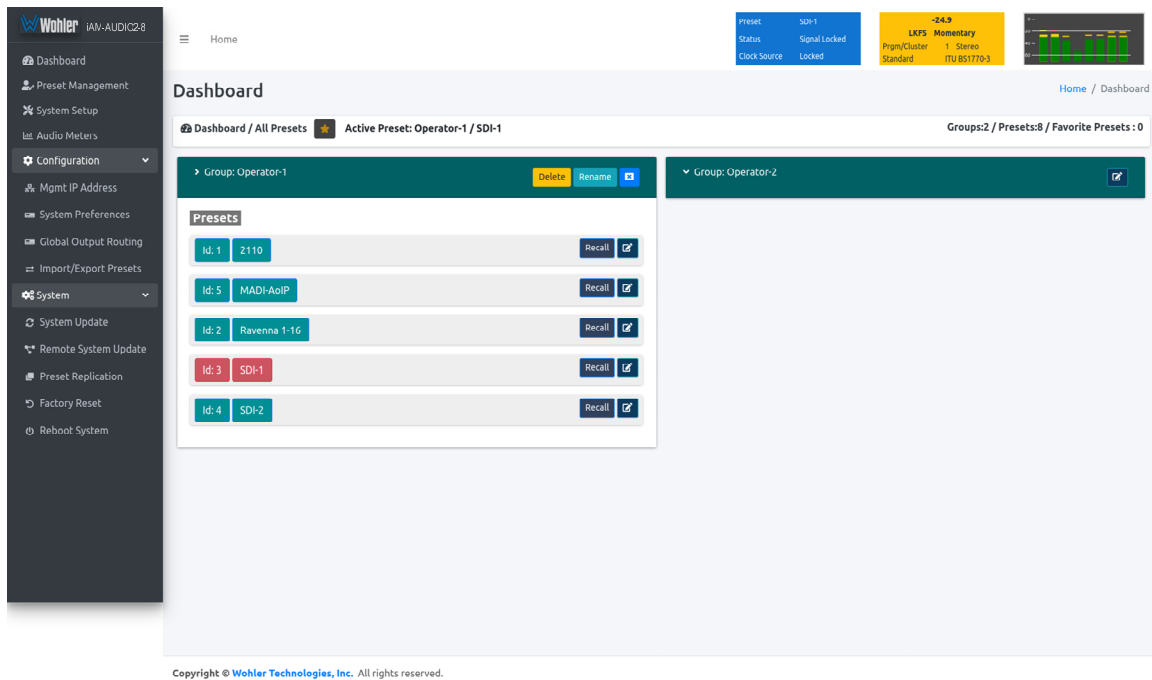 Wohler iAM-AUDIO2-8
Dashboard
Preset Management
System Setup
Audio Meters
Configuration
Mgmt IP Address
System Preferences
Global Output Routing
Import/Export Presets
System
System Update
Remote System Update
Preset Replication
Factory Reset
Reboot System
Home
Preset SDI-1
Status Signal Locked
Clock Source Locked
-24.9
LKFS Momentary
Prgm/Cluster 1 Stereo
Standard ITU BS1770-3
Dashboard
Home / Dashboard
Dashboard / All Presets Active Preset: Operator-1 / SDI-1
Groups:2 / Presets:8 / Favorite Presets : 0
Group: Operator-1 Delete Rename
Presets
Id: 1 2110 Recall
Id: 5 MADI-AoIP Recall
Id: 2 Ravenna 1-16 Recall
Id: 3 SDI-1 Recall
Id: 4 SDI-2 Recall
Group: Operator-2
Copyright © Wohler Technologies, Inc. All rights reserved.